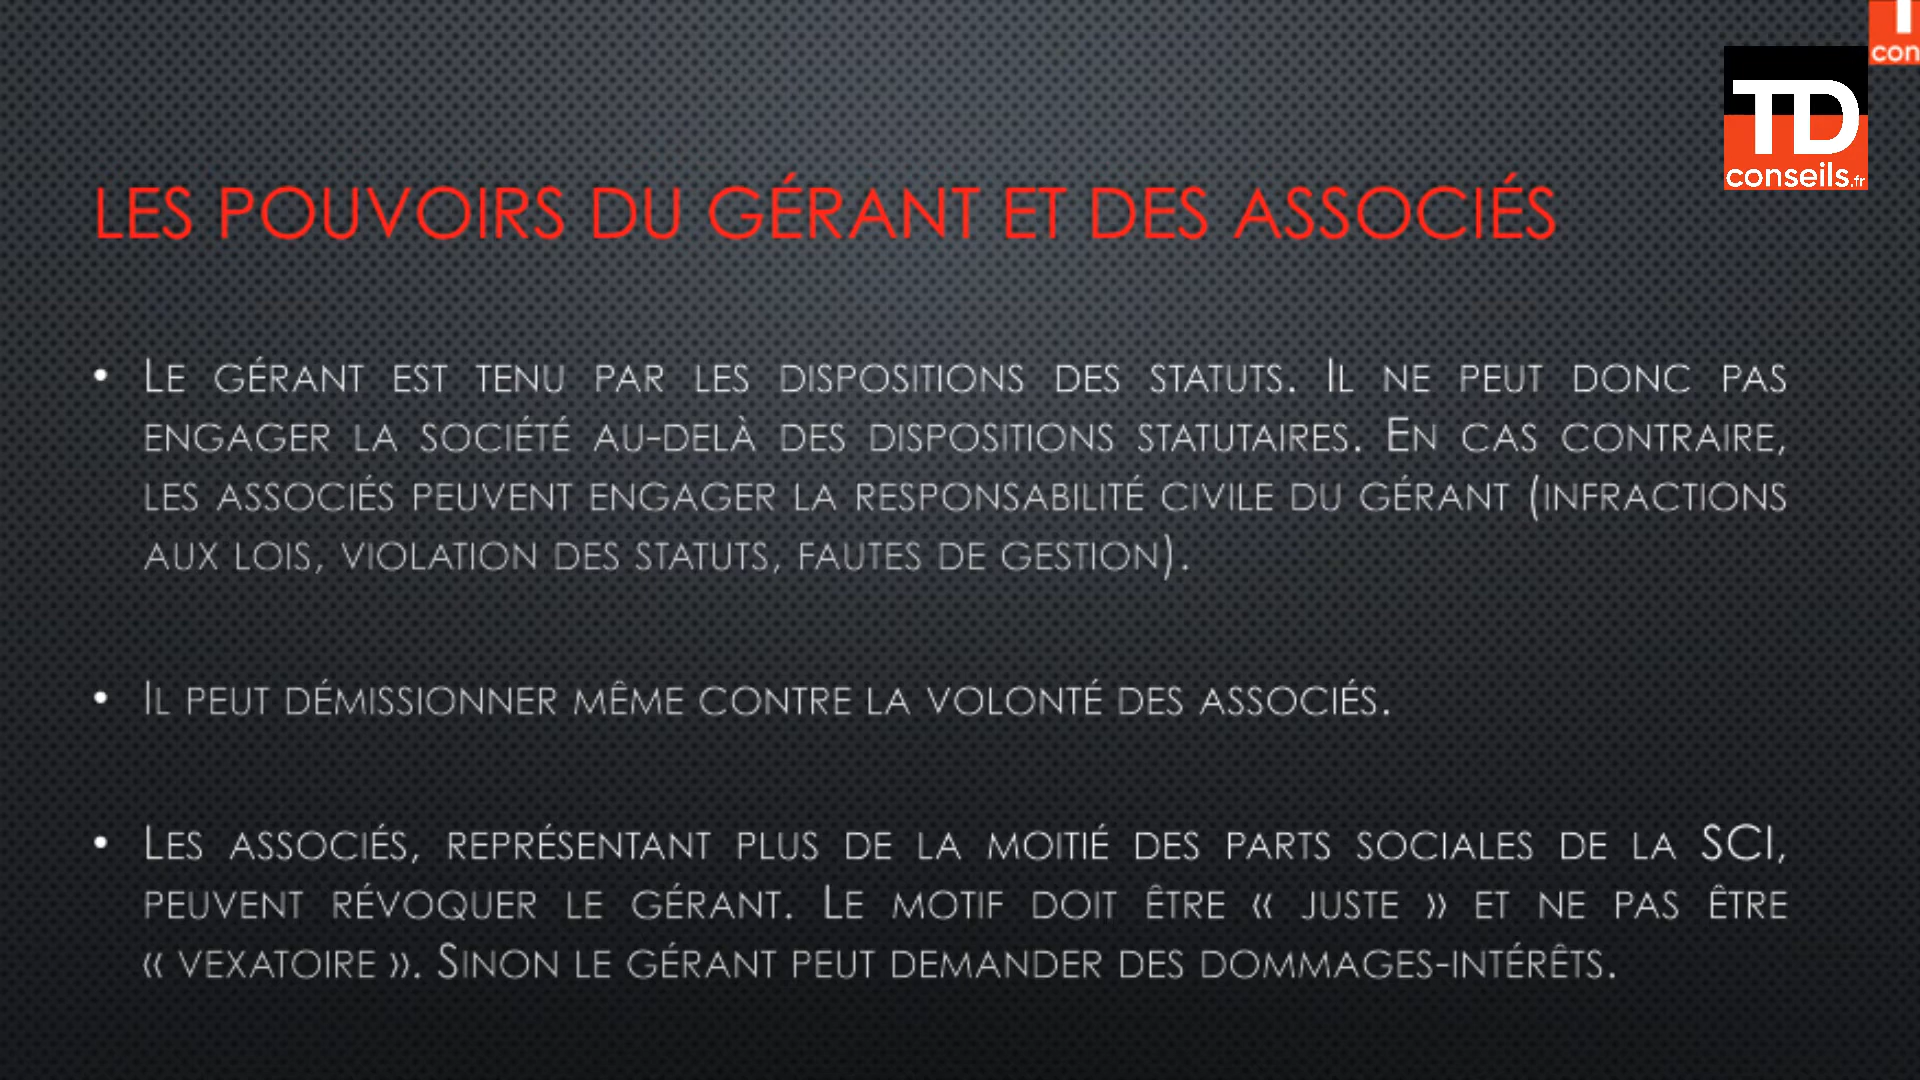 con
TD
conseils.fr
LES POUVOIRS DU GÉRANT ET DES ASSOCIÉS
• LE GÉRANT EST TENU PAR LES DISPOSITIONS DES STATUTS. IL NE PEUT DONC PAS
ENGAGER LA SOCIÉTÉ AU-DELÀ DES DISPOSITIONS STATUTAIRES. EN CAS CONTRAIRE,
LES ASSOCIÉS PEUVENT ENGAGER LA RESPONSABILITÉ CIVILE DU GÉRANT (INFRACTIONS
AUX LOIS, VIOLATION DES STATUTS, FAUTES DE GESTION).
• IL PEUT DÉMISSIONNER MÊME CONTRE LA VOLONTÉ DES ASSOCIÉS.
• LES ASSOCIÉS, REPRÉSENTANT PLUS DE LA MOITIÉ DES PARTS SOCIALES DE LA SCI,
PEUVENT RÉVOQUER LE GÉRANT. LE MOTIF DOIT ÊTRE « JUSTE » ET NE PAS ÊTRE
« VEXATOIRE ». SINON LE GÉRANT PEUT DEMANDER DES DOMMAGES-INTÉRÊTS.